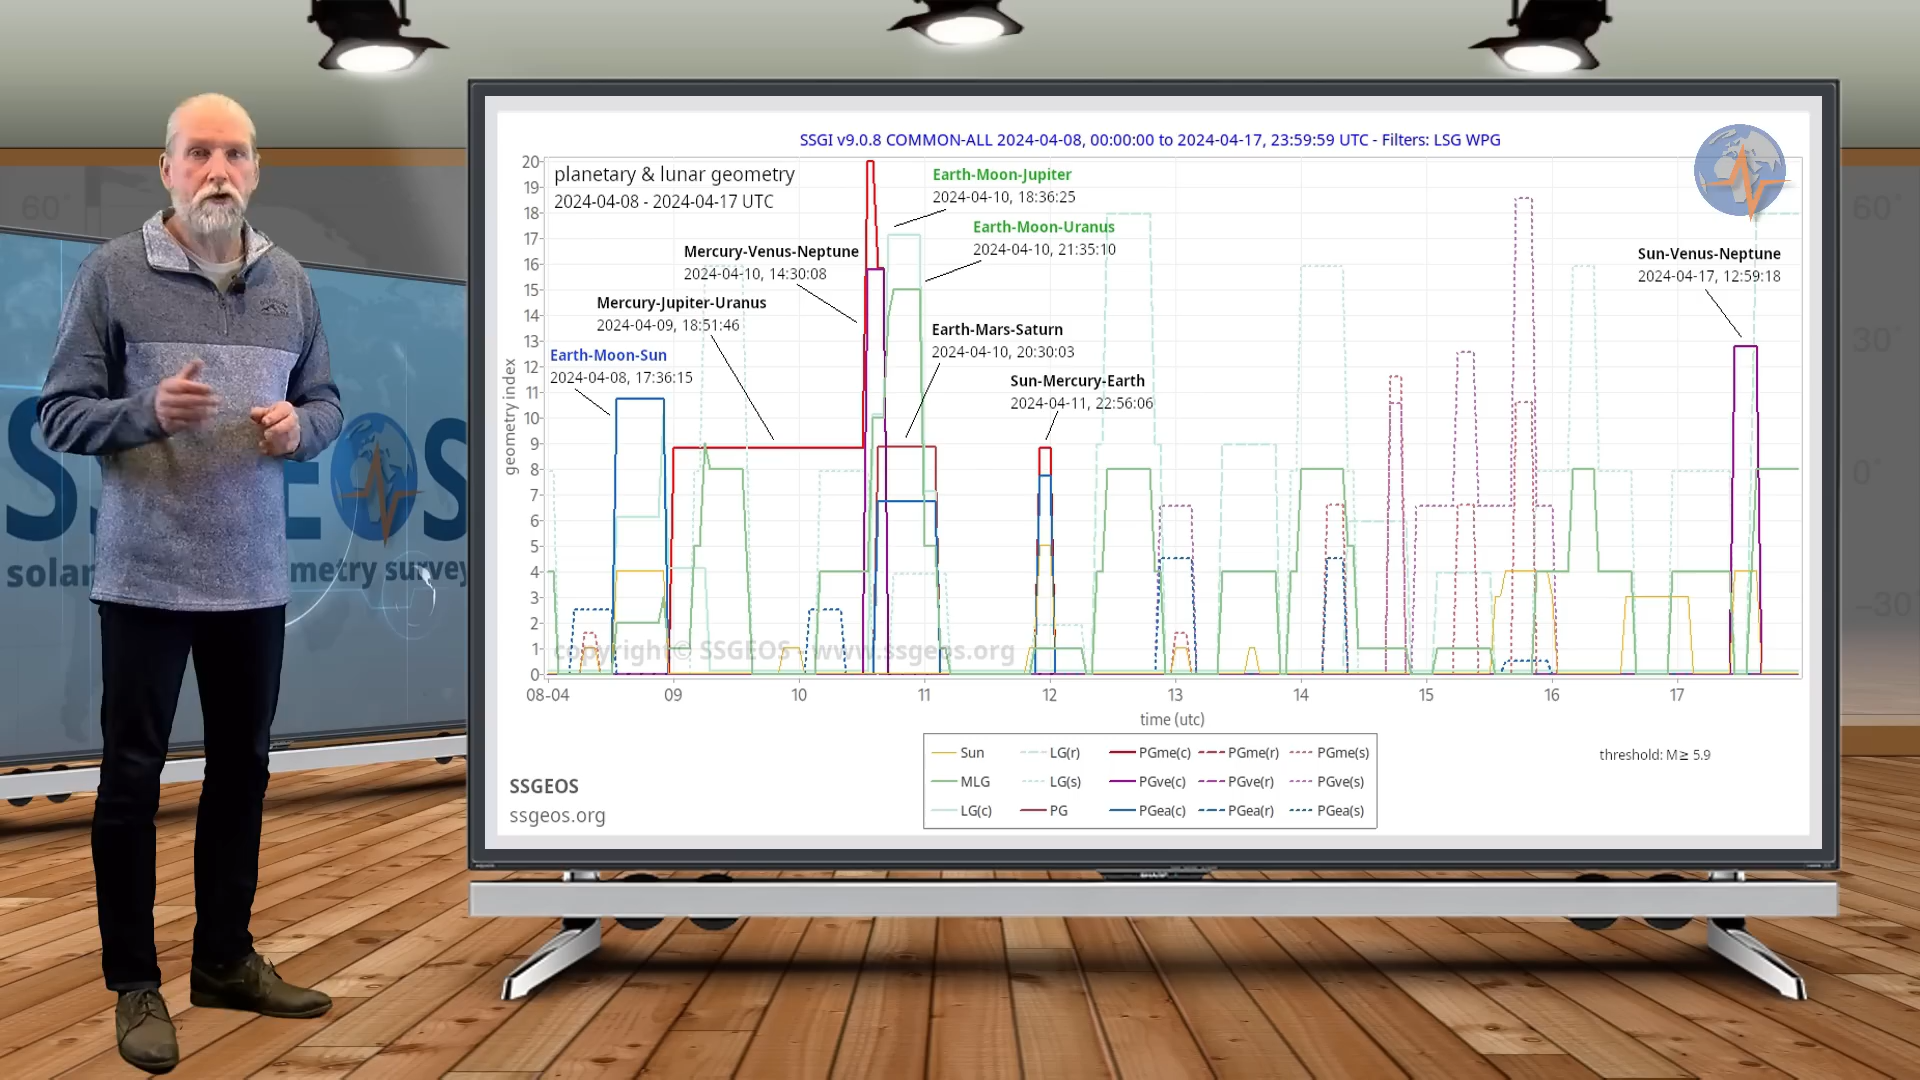 SSGI v9.0.8 COMMON-ALL 2024-04-08, 00:00:00 to 2024-04-17, 23:59:59 UTC - Filters: LSG WPG
planetary & lunar geometry
2024-04-08 - 2024-04-17 UTC
Earth-Moon-Jupiter
2024-04-10, 18:36:25
Earth-Moon-Uranus
2024-04-10, 21:35:10
Mercury-Venus-Neptune
2024-04-10, 14:30:08
Sun-Venus-Neptune
2024-04-17, 12:59:18
Mercury-Jupiter-Uranus
2024-04-09, 18:51:46
Earth-Mars-Saturn
2024-04-10, 20:30:03
Earth-Moon-Sun
2024-04-08, 17:36:15
Sun-Mercury-Earth
2024-04-11, 22:56:06
geometry index
20
19
18
17
16
15
14
13
12
11
10
9
8
7
6
5
4
3
2
1
0
copyright © SSGEOS - www.ssgeos.org
08-04 09 10 11 12 13 14 15 16 17
time (utc)
Sun LG(r) PGme(c) PGme(r) PGme(s)
MLG LG(s) PGve(c) PGve(r) PGve(s)
LG(c) PG PGea(c) PGea(r) PGea(s)
threshold: M≥ 5.9
SSGEOS
ssgeos.org
60°
60°
30°
0°
-30°
EOS
solar
metry survey